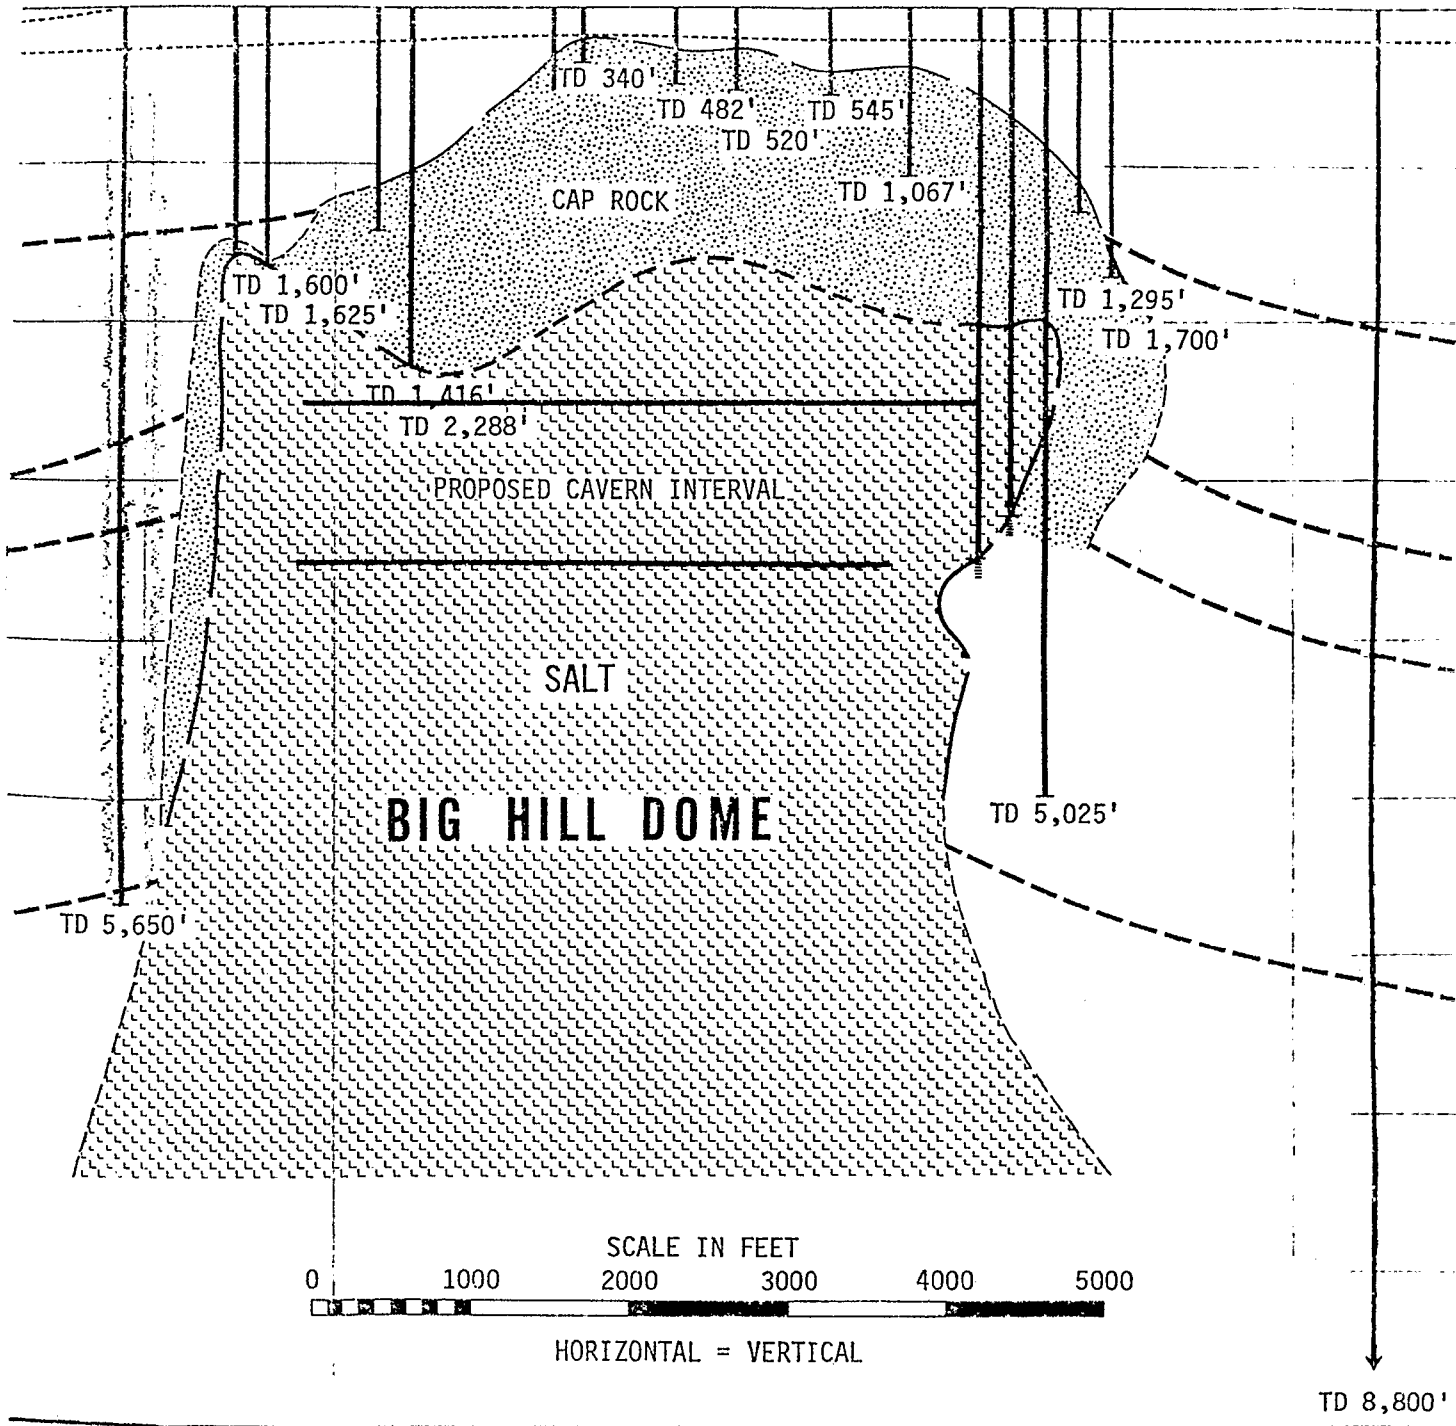 TD 340'
TD 482'
TD 545'
TD 520'
CAP ROCK
TD 1,067'
TD 1,600'
TD 1,625'
TD 1,295'
TD 1,700'
TD 1,416'
TD 2,288'
PROPOSED CAVERN INTERVAL
SALT
BIG HILL DOME
TD 5,025'
TD 5,650'
SCALE IN FEET
0 1000 2000 3000 4000 5000
HORIZONTAL = VERTICAL
TD 8,800'